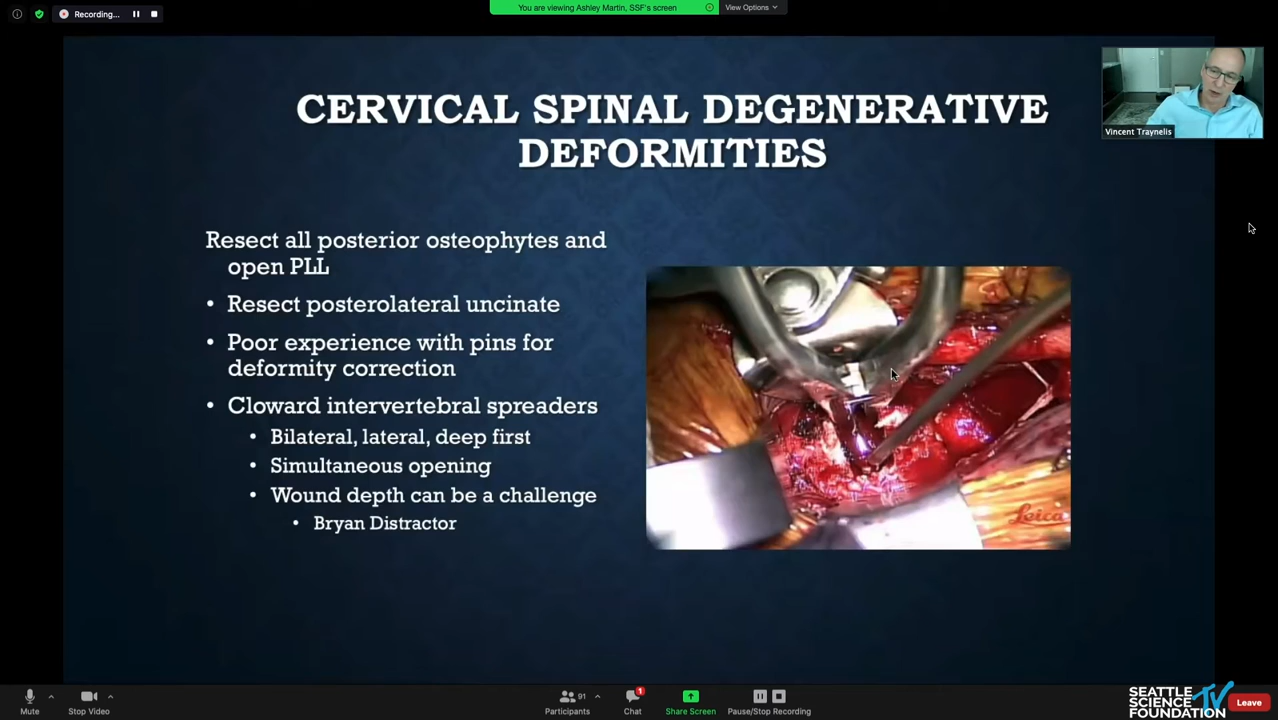 Recording...
You are viewing Ashley Martin, SSF's screen
View Options
Vincent Traynelis
CERVICAL SPINAL DEGENERATIVE
DEFORMITIES
Resect all posterior osteophytes and
open PLL
• Resect posterolateral uncinate
• Poor experience with pins for
deformity correction
• Cloward intervertebral spreaders
• Bilateral, lateral, deep first
• Simultaneous opening
• Wound depth can be a challenge
• Bryan Distractor
Leica
Mute
Stop Video
91
Participants
1
Chat
Share Screen
Pause/Stop Recording
SEATTLE
SCIENCE
FOUNDATION
TV
Leave